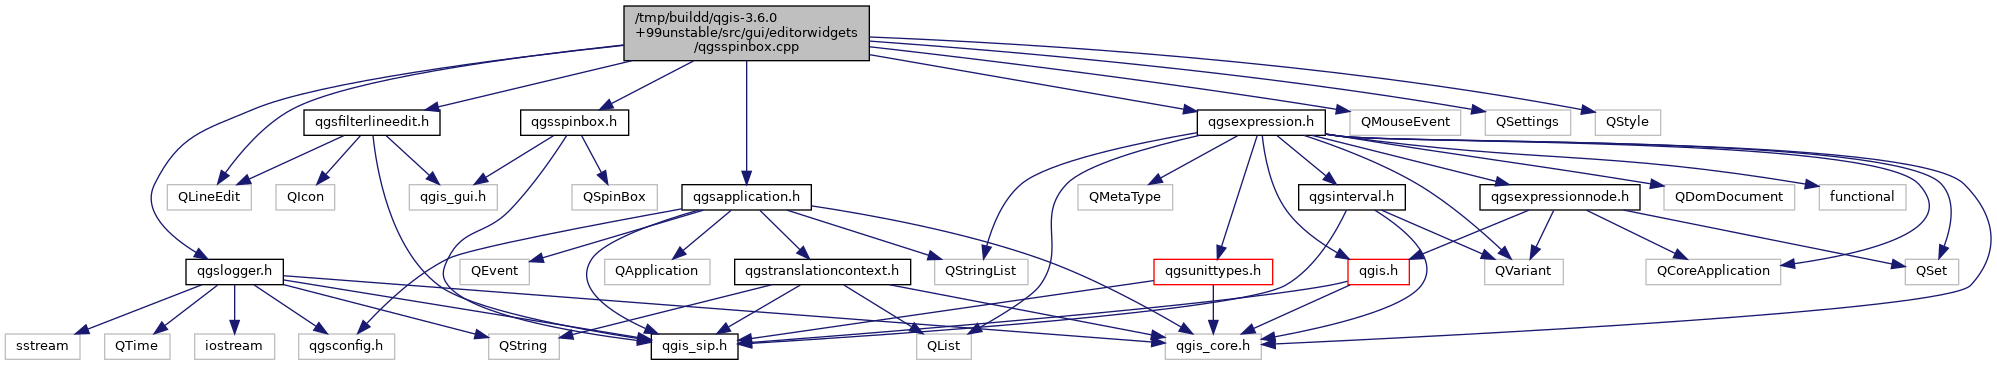 /tmp/buildd/qgis-3.6.0
+99unstable/src/gui/editorwidgets
/qgsspinbox.cpp
qgsfilterlineedit.h
qgsspinbox.h
qgsexpression.h
QMouseEvent
QSettings
QStyle
QLineEdit
QIcon
qgis_gui.h
QSpinBox
qgsapplication.h
QMetaType
qgsinterval.h
qgsexpressionnode.h
QDomDocument
functional
qgslogger.h
QEvent
QApplication
qgstranslationcontext.h
QStringList
qgsunittypes.h
qgis.h
QVariant
QCoreApplication
QSet
sstream
QTime
iostream
qgsconfig.h
QString
qgis_sip.h
QList
qgis_core.h